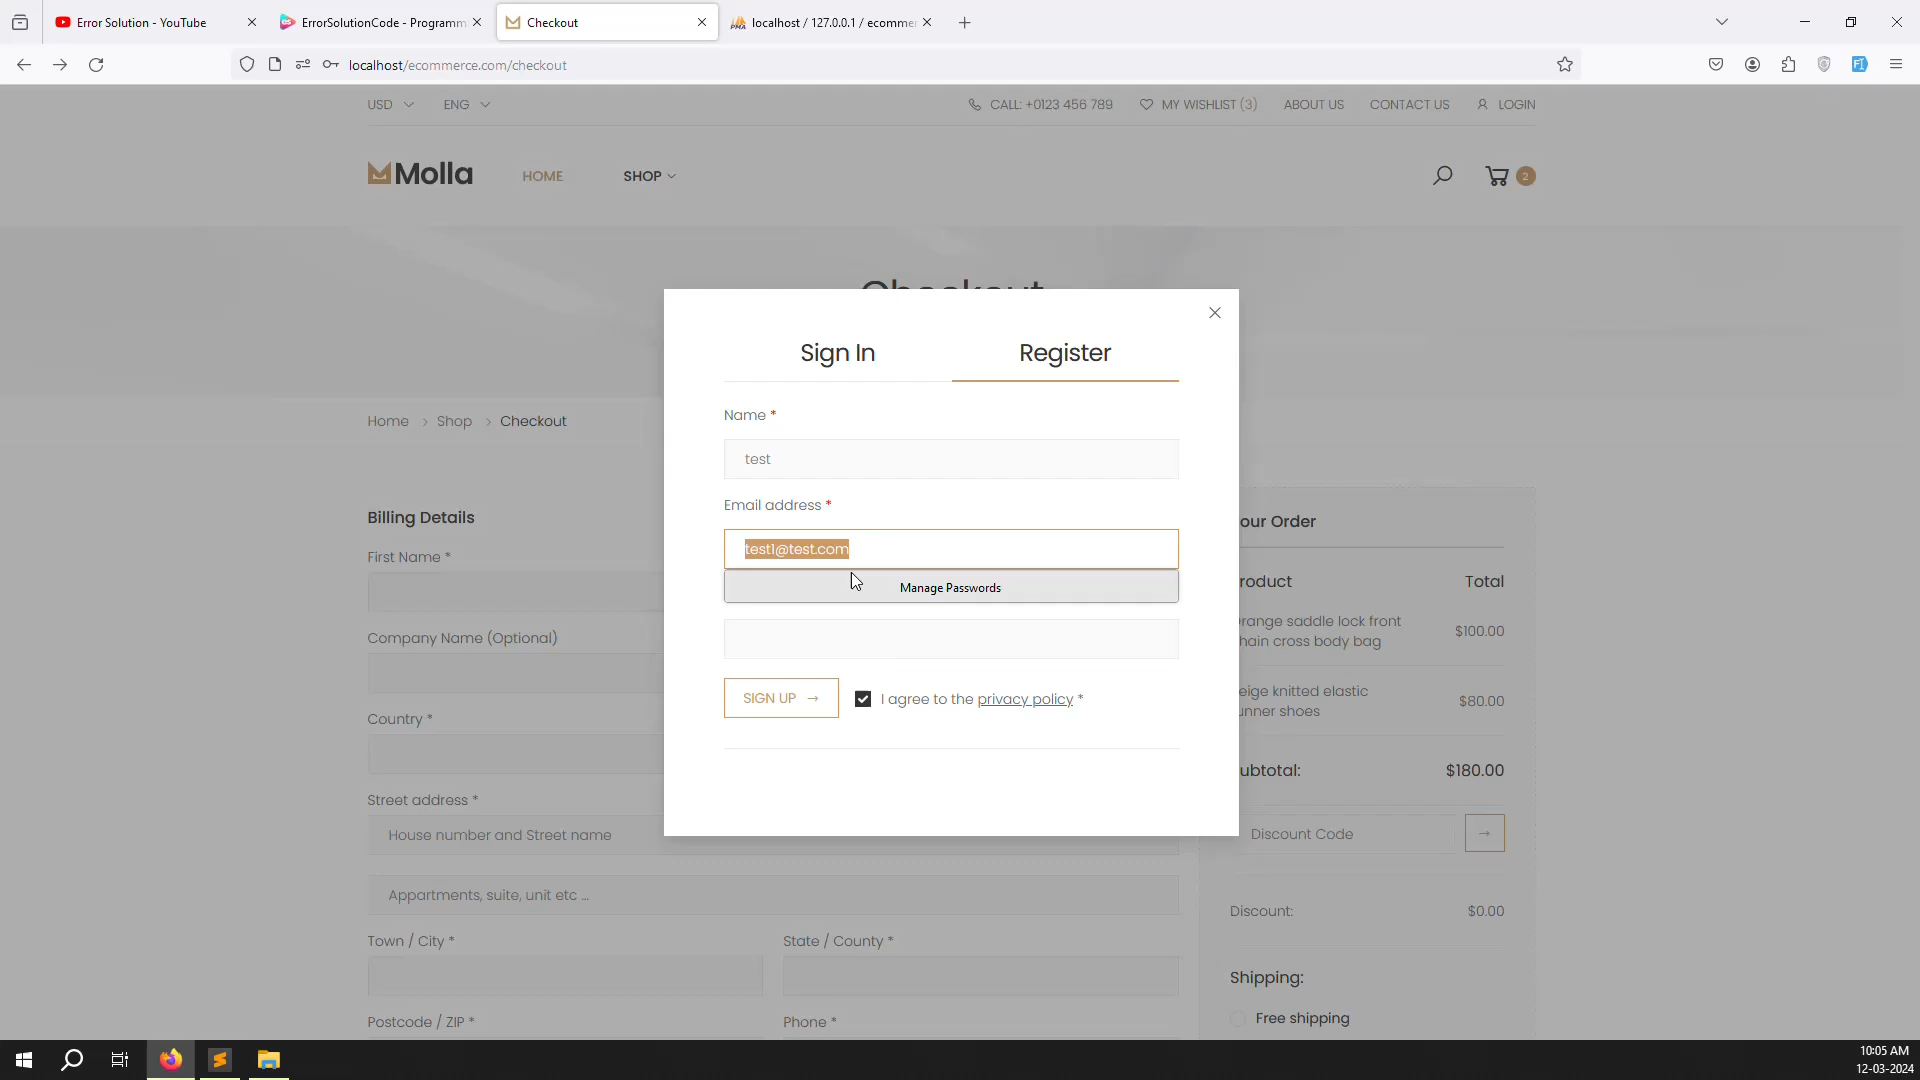 Error Solution - YouTube
ErrorSolutionCode - Programm
Checkout
localhost / 127.0.0.1 / ecomme
localhost/ecommerce.com/checkout
USD
ENG
CALL: +0123 456 789
MY WISHLIST (3)
ABOUT US
CONTACT US
LOGIN
Molla
HOME
SHOP
2
Sign In
Register
Home
Shop
Checkout
Name *
test
Email address *
test1@test.com
Manage Passwords
SIGN UP →
I agree to the privacy policy *
Billing Details
First Name *
Company Name (Optional)
Country *
Street address *
House number and Street name
Appartments, suite, unit etc ...
Town / City *
State / County *
Postcode / ZIP *
Phone *
our Order
roduct
Total
range saddle lock front
hain cross body bag
$100.00
eige knitted elastic
unner shoes
$80.00
ubtotal:
$180.00
Discount Code
Discount:
$0.00
Shipping:
Free shipping
10:05 AM
12-03-2024